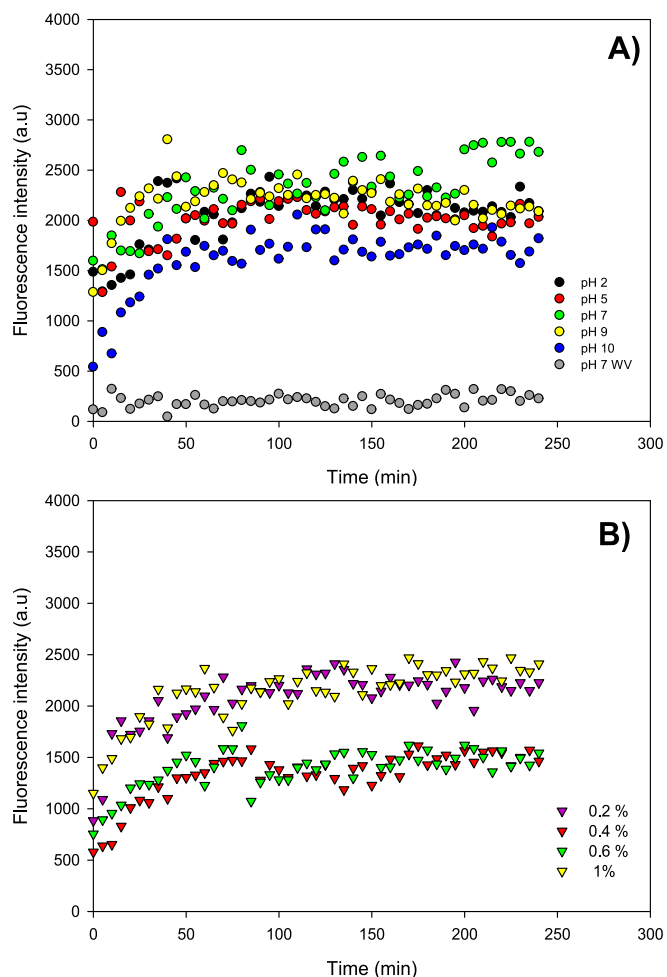 A)
Fluorescence intensity (a.u)
4000
3500
3000
2500
2000
1500
1000
500
0
pH 2
pH 5
pH 7
pH 9
pH 10
pH 7 WV
0 50 100 150 200 250 300
Time (min)
B)
Fluorescence intensity (a.u)
4000
3500
3000
2500
2000
1500
1000
500
0
0.2 %
0.4 %
0.6 %
1%
0 50 100 150 200 250 300
Time (min)